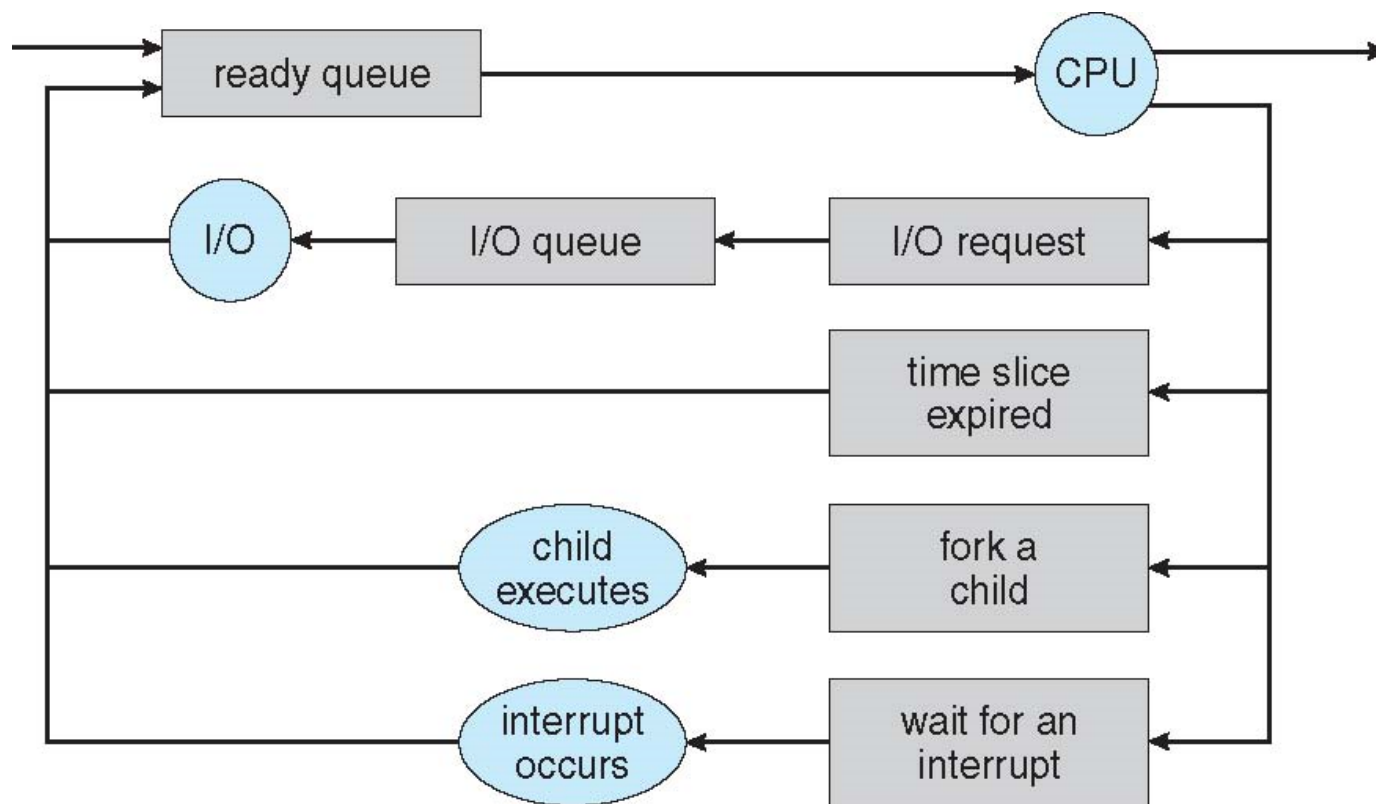 ready queue
CPU
I/O
I/O queue
I/O request
time slice
expired
child
executes
fork a
child
interrupt
occurs
wait for an
interrupt